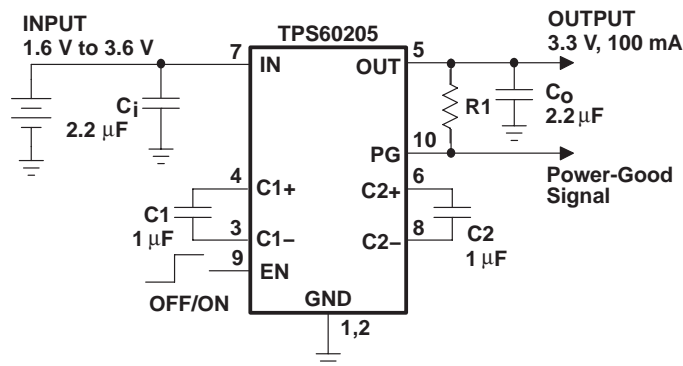 INPUT
1.6 V to 3.6 V
TPS60205
OUTPUT
3.3 V, 100 mA
7
IN
5
OUT
Ci
2.2 μF
R1
Co
2.2 μF
10
PG
Power-Good
Signal
4
C1+
6
C2+
C1
1 μF
3
C1–
8
C2–
C2
1 μF
9
EN
OFF/ON
GND
1,2